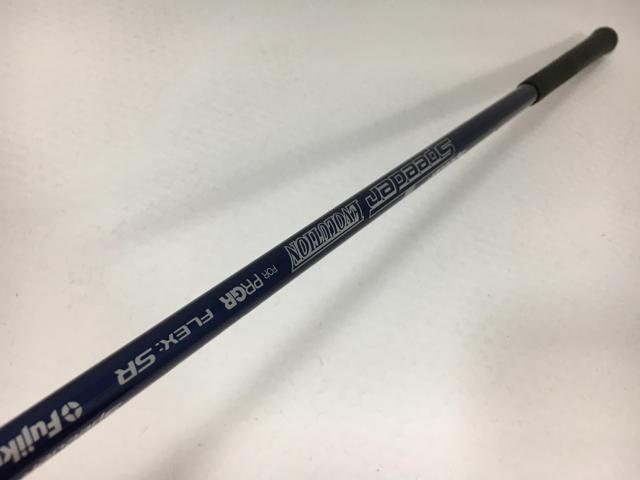 Speeder
EVOLUTION
FOR PRGR
FLEX: SR